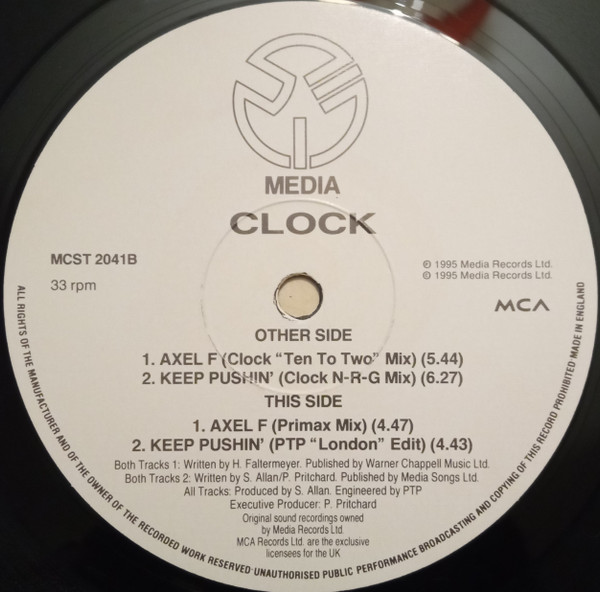 MEDIA
CLOCK
MCST 2041B
33 rpm
℗ 1995 Media Records Ltd.
© 1995 Media Records Ltd.
MCA
OTHER SIDE
1. AXEL F (Clock “Ten To Two” Mix) (5.44)
2. KEEP PUSHIN’ (Clock N-R-G Mix) (6.27)
THIS SIDE
1. AXEL F (Primax Mix) (4.47)
2. KEEP PUSHIN’ (PTP “London” Edit) (4.43)
Both Tracks 1: Written by H. Faltermeyer. Published by Warner Chappell Music Ltd.
Both Tracks 2: Written by S. Allan/P. Pritchard. Published by Media Songs Ltd.
All Tracks: Produced by S. Allan. Engineered by PTP
Executive Producer: P. Pritchard
Original sound recordings owned
by Media Records Ltd.
MCA Records Ltd. are the exclusive
licensees for the UK
ALL RIGHTS OF THE MANUFACTURER AND OF THE OWNER OF THE RECORDED WORK RESERVED·UNAUTHORISED PUBLIC PERFORMANCE BROADCASTING AND COPYING OF THIS RECORD PROHIBITED MADE IN ENGLAND